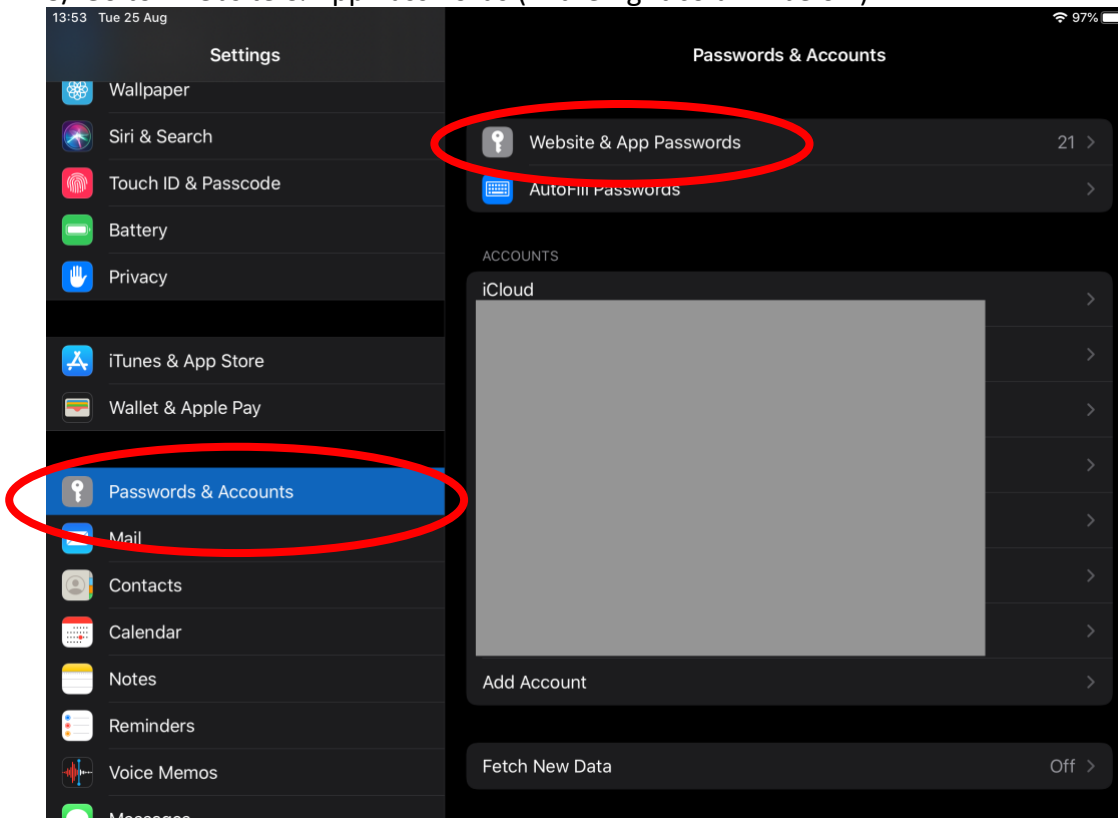 13:53 Tue 25 Aug
97%
Settings
Passwords & Accounts
Wallpaper
Siri & Search
Touch ID & Passcode
Battery
Privacy
iTunes & App Store
Wallet & Apple Pay
Passwords & Accounts
Mail
Contacts
Calendar
Notes
Reminders
Voice Memos
Messages
Website & App Passwords 21
AutoFill Passwords
ACCOUNTS
iCloud
Add Account
Fetch New Data Off